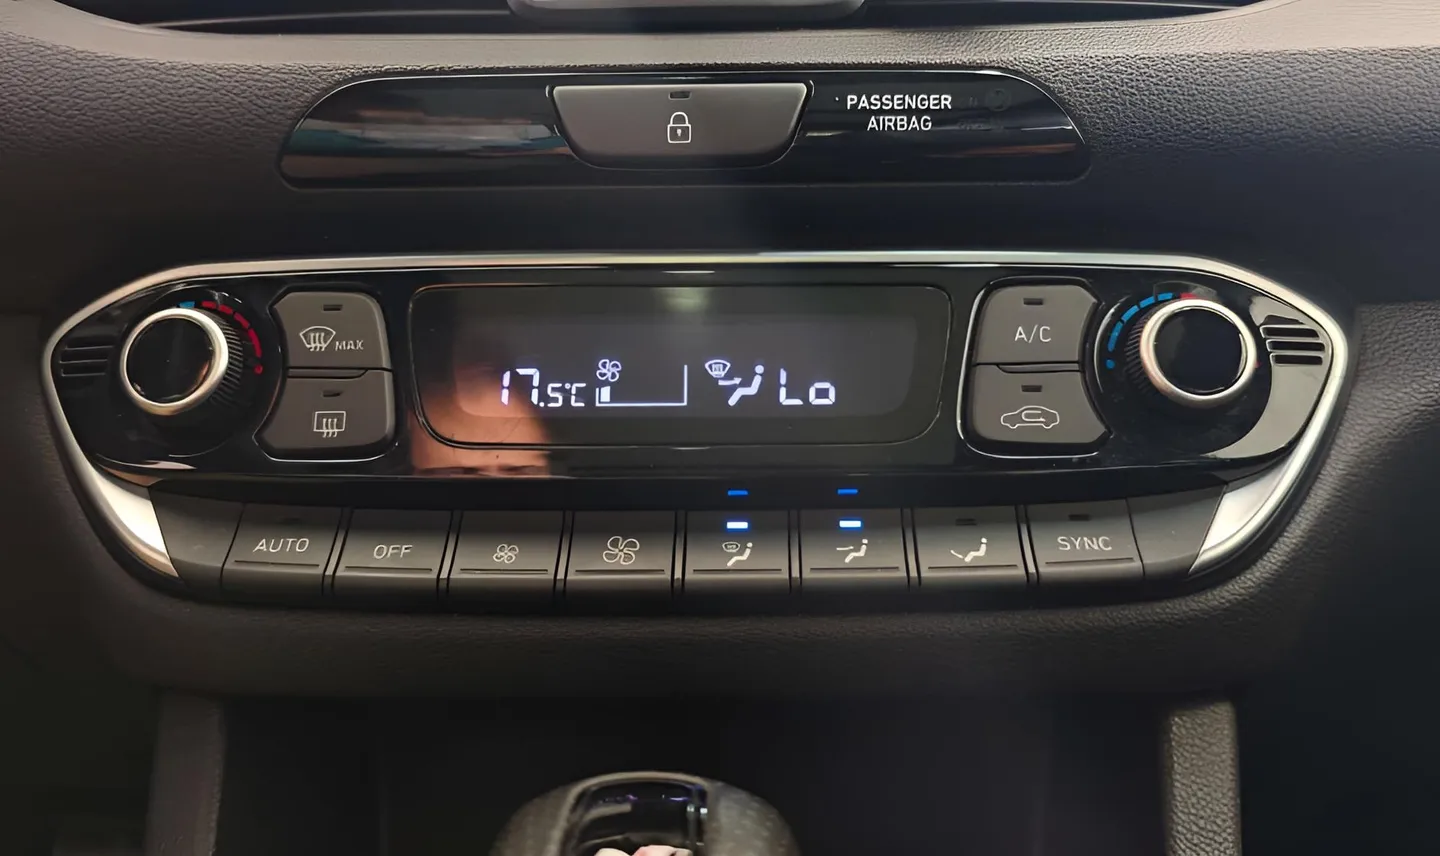 PASSENGER
AIRBAG
MAX
A/C
17.5°C
Lo
AUTO
OFF
SYNC